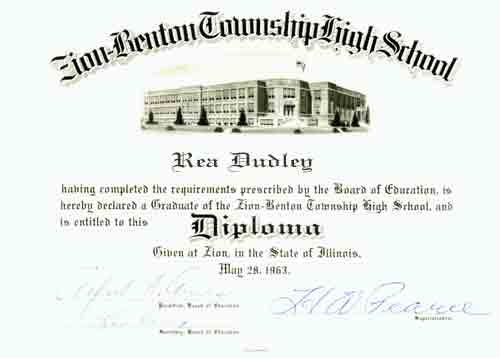 Zion-Benton Township High School
Rea Dudley
having completed the requirements prescribed by the Board of Education, is
hereby declared a Graduate of the Zion-Benton Township High School, and
is entitled to this Diploma
Given at Zion, in the State of Illinois,
May 28, 1963.
President, Board of Education
H W Pearce
Superintendent
Secretary, Board of Education